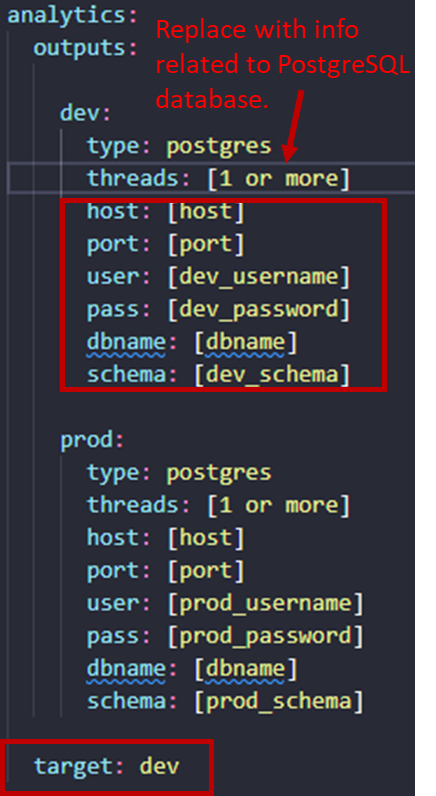 analytics:
outputs:
Replace with info
related to PostgreSQL
database.
dev:
type: postgres
threads: [1 or more]
host: [host]
port: [port]
user: [dev_username]
pass: [dev_password]
dbname: [dbname]
schema: [dev_schema]
prod:
type: postgres
threads: [1 or more]
host: [host]
port: [port]
user: [prod_username]
pass: [prod_password]
dbname: [dbname]
schema: [prod_schema]
target: dev